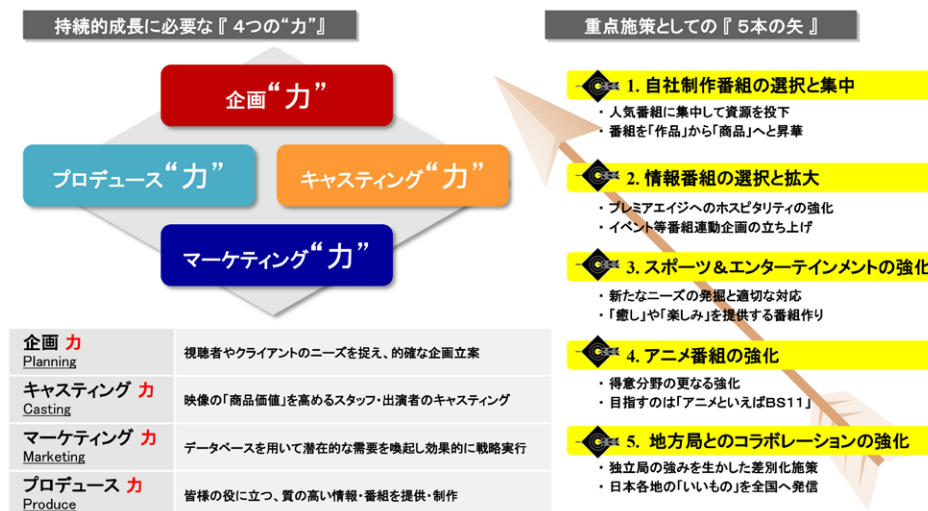 持続的成長に必要な『 ４つの“力”』
企画“力”
プロデュース“力”
キャスティング“力”
マーケティング“力”
企画 力
Planning
視聴者やクライアントのニーズを捉え、的確な企画立案
キャスティング 力
Casting
映像の「商品価値」を高めるスタッフ・出演者のキャスティング
マーケティング 力
Marketing
データベースを用いて潜在的な需要を喚起し効果的に戦略実行
プロデュース 力
Produce
皆様の役に立つ、質の高い情報・番組を提供・制作
重点施策としての『 ５本の矢 』
1. 自社制作番組の選択と集中
・ 人気番組に集中して資源を投下
・ 番組を「作品」から「商品」へと昇華
2. 情報番組の選択と拡大
・ プレミアエイジへのホスピタリティの強化
・ イベント等番組連動企画の立ち上げ
3. スポーツ＆エンターテインメントの強化
・ 新たなニーズの発掘と適切な対応
・ 「癒し」や「楽しみ」を提供する番組作り
4. アニメ番組の強化
・ 得意分野の更なる強化
・ 目指すのは「アニメといえばＢＳ１１」
5. 地方局とのコラボレーションの強化
・ 独立局の強みを生かした差別化施策
・ 日本各地の「いいもの」を全国へ発信